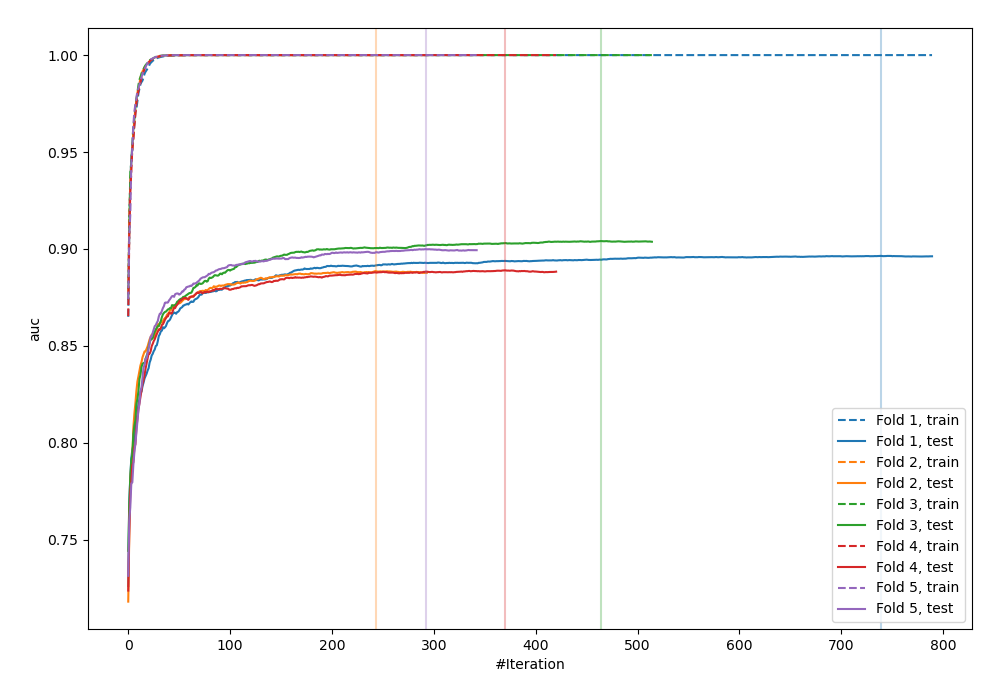 1.00
0.95
0.90
0.85
0.80
0.75
auc
0
100
200
300
400
500
600
700
800
#Iteration
Fold 1, train
Fold 1, test
Fold 2, train
Fold 2, test
Fold 3, train
Fold 3, test
Fold 4, train
Fold 4, test
Fold 5, train
Fold 5, test